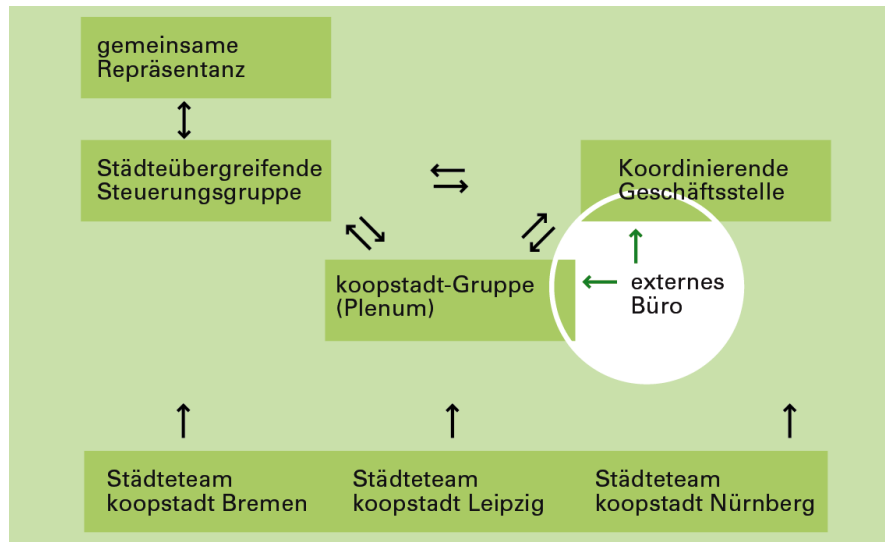 gemeinsame
Repräsentanz
Städteübergreifende
Steuerungsgruppe
Koordinierende
Geschäftsstelle
koopstadt-Gruppe
(Plenum)
externes
Büro
Städteteam
koopstadt Bremen
Städteteam
koopstadt Leipzig
Städteteam
koopstadt Nürnberg